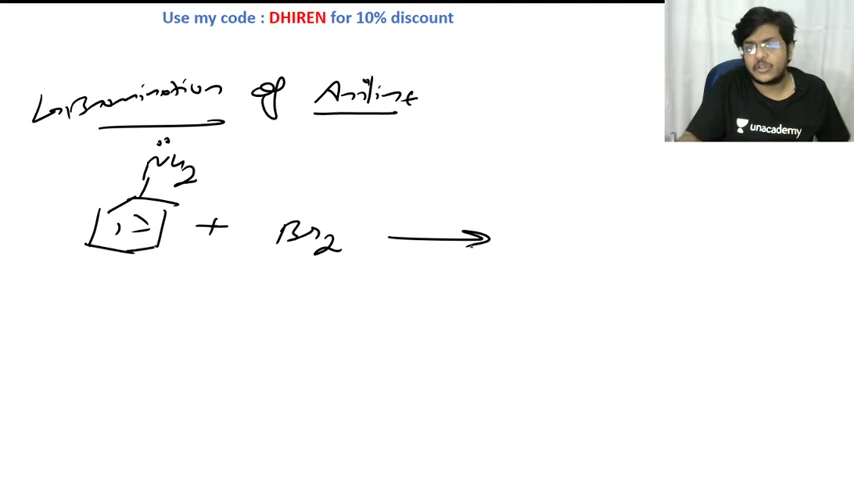 Use my code : DHIREN for 10% discount
Bromination of Aniline
NH2
+ Br2 ⟶
unacademy